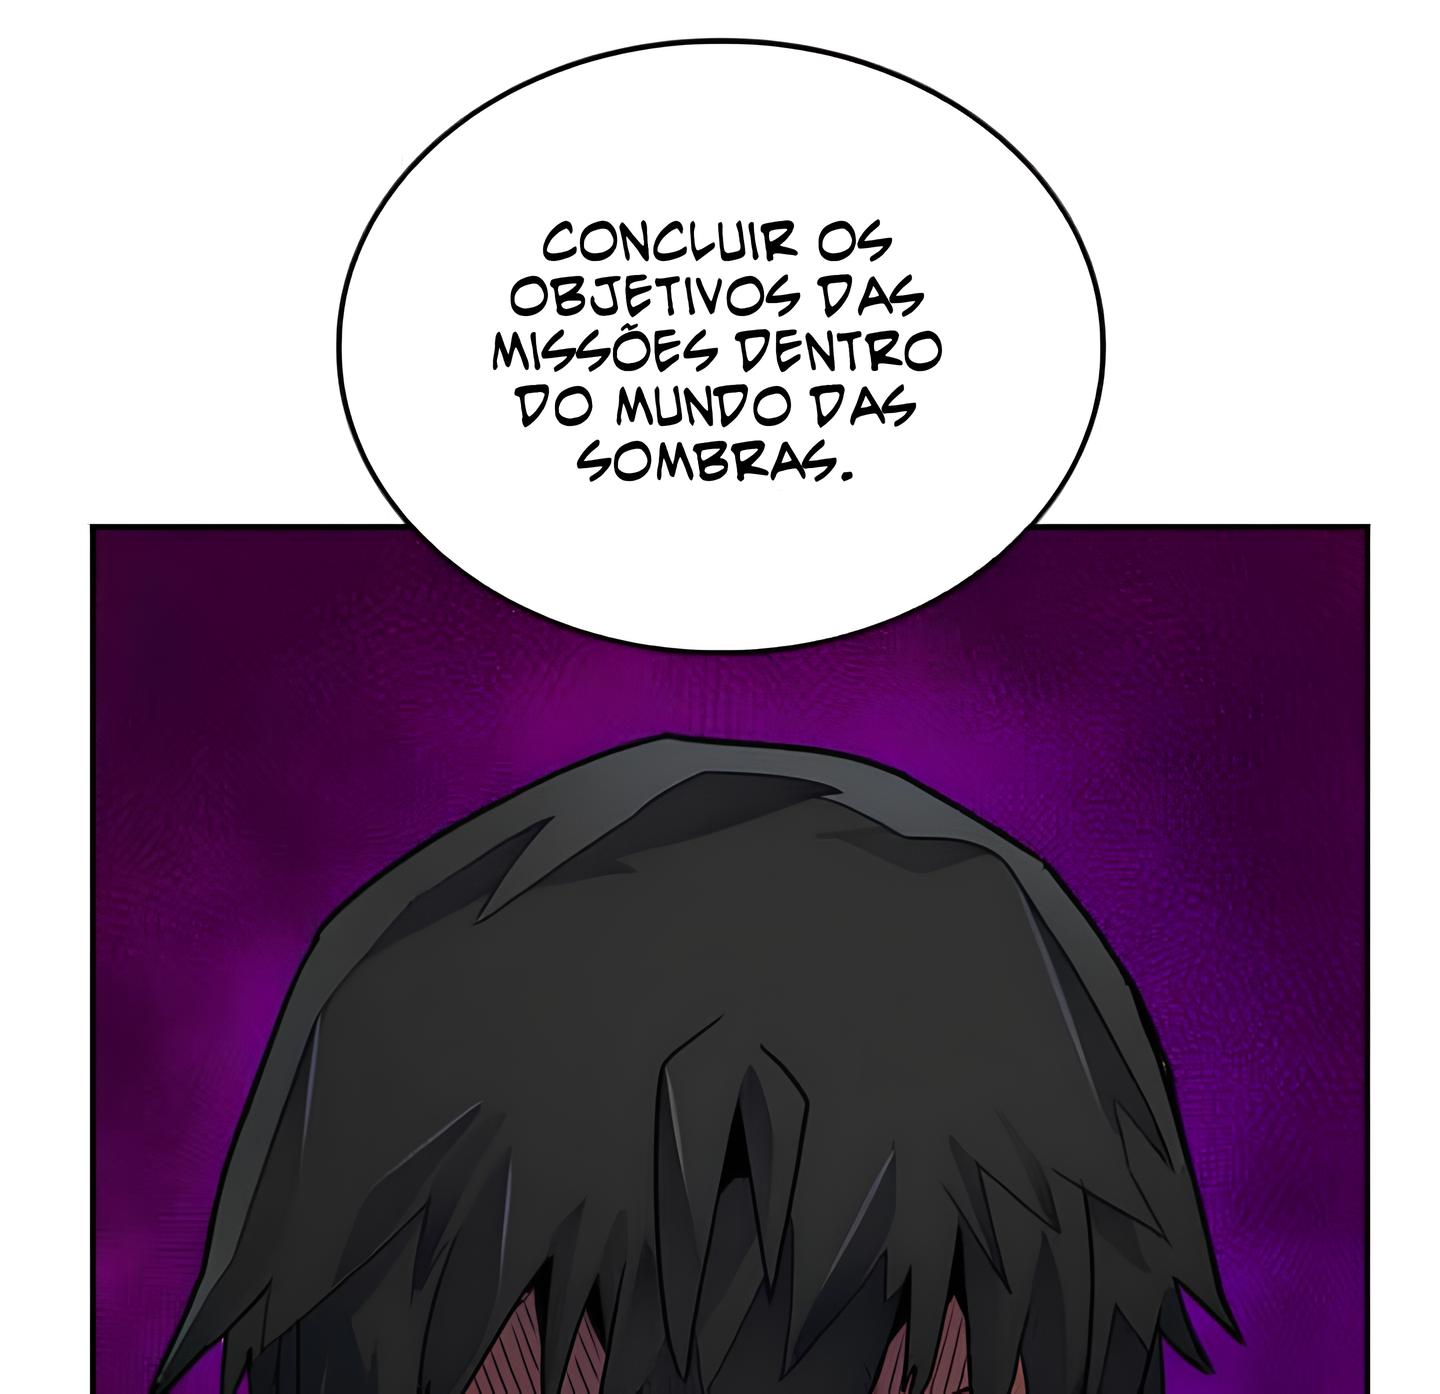 CONCLUIR OS
OBJETIVOS DAS
MISSÕES DENTRO
DO MUNDO DAS
SOMBRAS.